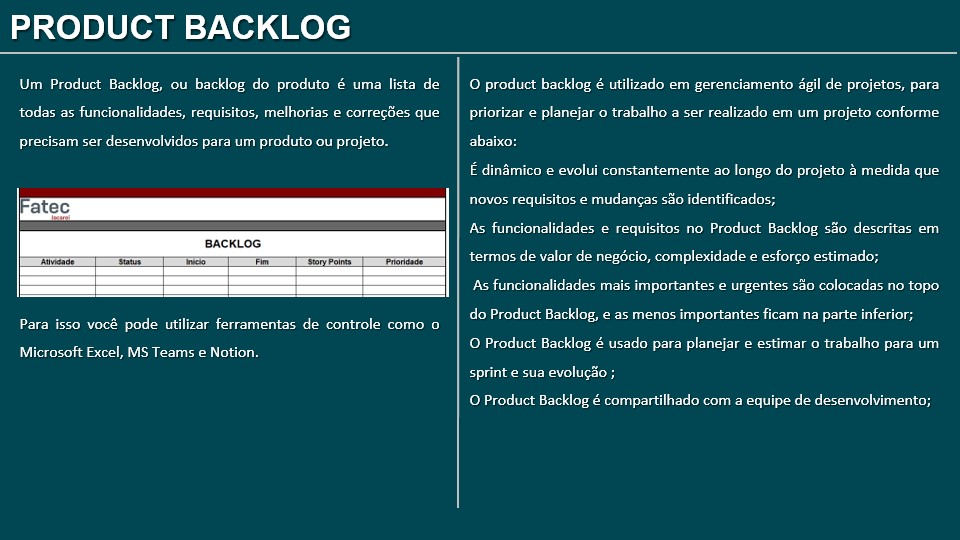 PRODUCT BACKLOG
Um Product Backlog, ou backlog do produto é uma lista de
todas as funcionalidades, requisitos, melhorias e correções que
precisam ser desenvolvidos para um produto ou projeto.
Fatec
Jacareí
BACKLOG
Atividade Status Inicio Fim Story Points Prioridade
Para isso você pode utilizar ferramentas de controle como o
Microsoft Excel, MS Teams e Notion.
O product backlog é utilizado em gerenciamento ágil de projetos, para
priorizar e planejar o trabalho a ser realizado em um projeto conforme
abaixo:
É dinâmico e evolui constantemente ao longo do projeto à medida que
novos requisitos e mudanças são identificados;
As funcionalidades e requisitos no Product Backlog são descritas em
termos de valor de negócio, complexidade e esforço estimado;
As funcionalidades mais importantes e urgentes são colocadas no topo
do Product Backlog, e as menos importantes ficam na parte inferior;
O Product Backlog é usado para planejar e estimar o trabalho para um
sprint e sua evolução ;
O Product Backlog é compartilhado com a equipe de desenvolvimento;